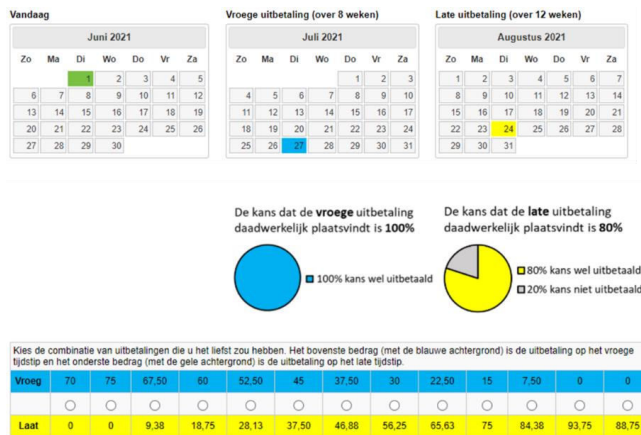 Vandaag
Juni 2021
Zo Ma Di Wo Do Vr Za
1 2 3 4 5
6 7 8 9 10 11 12
13 14 15 16 17 18 19
20 21 22 23 24 25 26
27 28 29 30
Vroege uitbetaling (over 8 weken)
Juli 2021
Zo Ma Di Wo Do Vr Za
1 2 3
4 5 6 7 8 9 10
11 12 13 14 15 16 17
18 19 20 21 22 23 24
25 26 27 28 29 30 31
Late uitbetaling (over 12 weken)
Augustus 2021
Zo Ma Di Wo Do Vr Za
1 2 3 4 5 6 7
8 9 10 11 12 13 14
15 16 17 18 19 20 21
22 23 24 25 26 27 28
29 30 31
De kans dat de vroege uitbetaling
daadwerkelijk plaatsvindt is 100%
100% kans wel uitbetaald
De kans dat de late uitbetaling
daadwerkelijk plaatsvindt is 80%
80% kans wel uitbetaald
20% kans niet uitbetaald
Kies de combinatie van uitbetalingen die u het liefst zou hebben. Het bovenste bedrag (met de blauwe achtergrond) is de uitbetaling op het vroege
tijdstip en het onderste bedrag (met de gele achtergrond) is de uitbetaling op het late tijdstip.
Vroeg 70 75 67,50 60 52,50 45 37,50 30 22,50 15 7,50 0 0
Laat 0 0 9,38 18,75 28,13 37,50 46,88 56,25 65,63 75 84,38 93,75 88,75